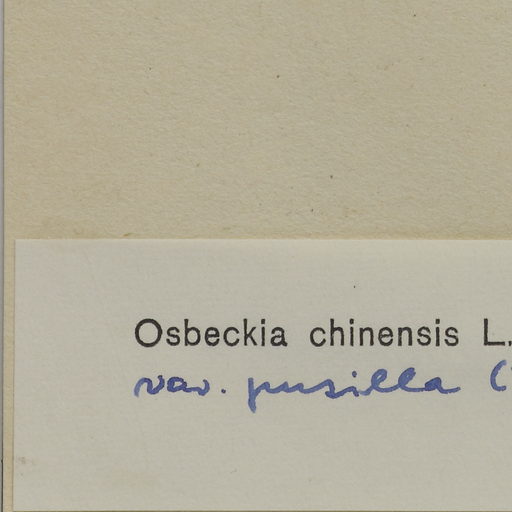 Osbeckia chinensis L.
var. pusilla (